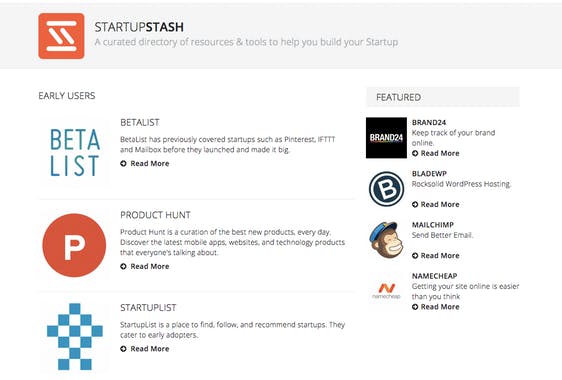 STARTUPSTASH
A curated directory of resources & tools to help you build your Startup
EARLY USERS
BETA
LIST
BETALIST
BetaList has previously covered startups such as Pinterest, IFTTT
and Mailbox before they launched and made it big.
Read More
P
PRODUCT HUNT
Product Hunt is a curation of the best new products, every day.
Discover the latest mobile apps, websites, and technology products
that everyone's talking about.
Read More
STARTUPLIST
StartupList is a place to find, follow, and recommend startups. They
cater to early adopters.
Read More
FEATURED
BRAND24
BRAND24
Keep track of your brand
online.
Read More
B
BLADEWP
Rocksolid WordPress Hosting.
Read More
MAILCHIMP
Send Better Email.
Read More
namecheap
NAMECHEAP
Getting your site online is easier
than you think
Read More